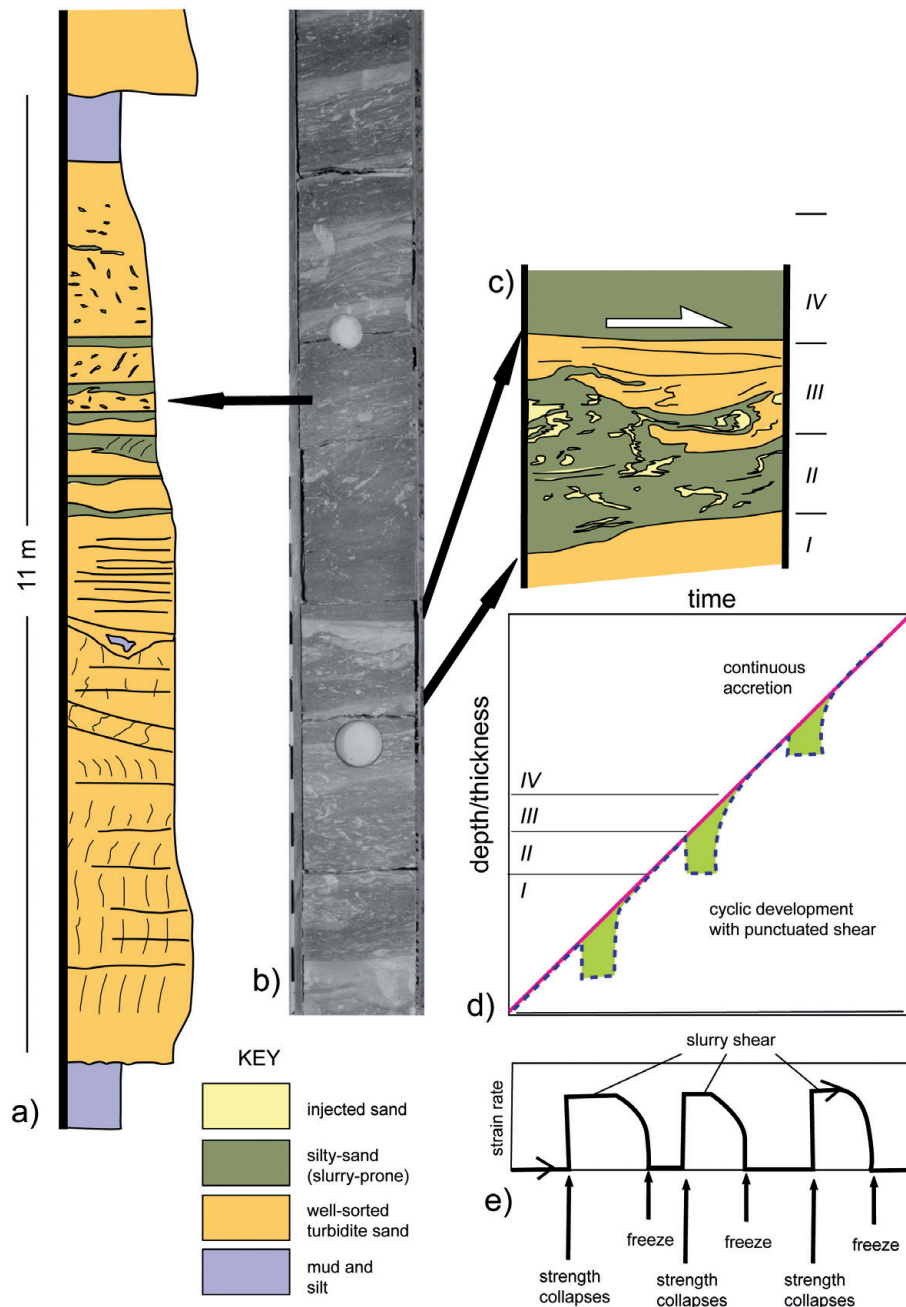 11 m
a)
b)
c)
IV
III
II
I
KEY
injected sand
silty-sand
(slurry-prone)
well-sorted
turbidite sand
mud and
silt
time
depth/thickness
continuous
accretion
IV
III
II
I
cyclic development
with punctuated shear
d)
slurry shear
strain rate
e)
freeze
freeze
freeze
strength
collapses
strength
collapses
strength
collapses